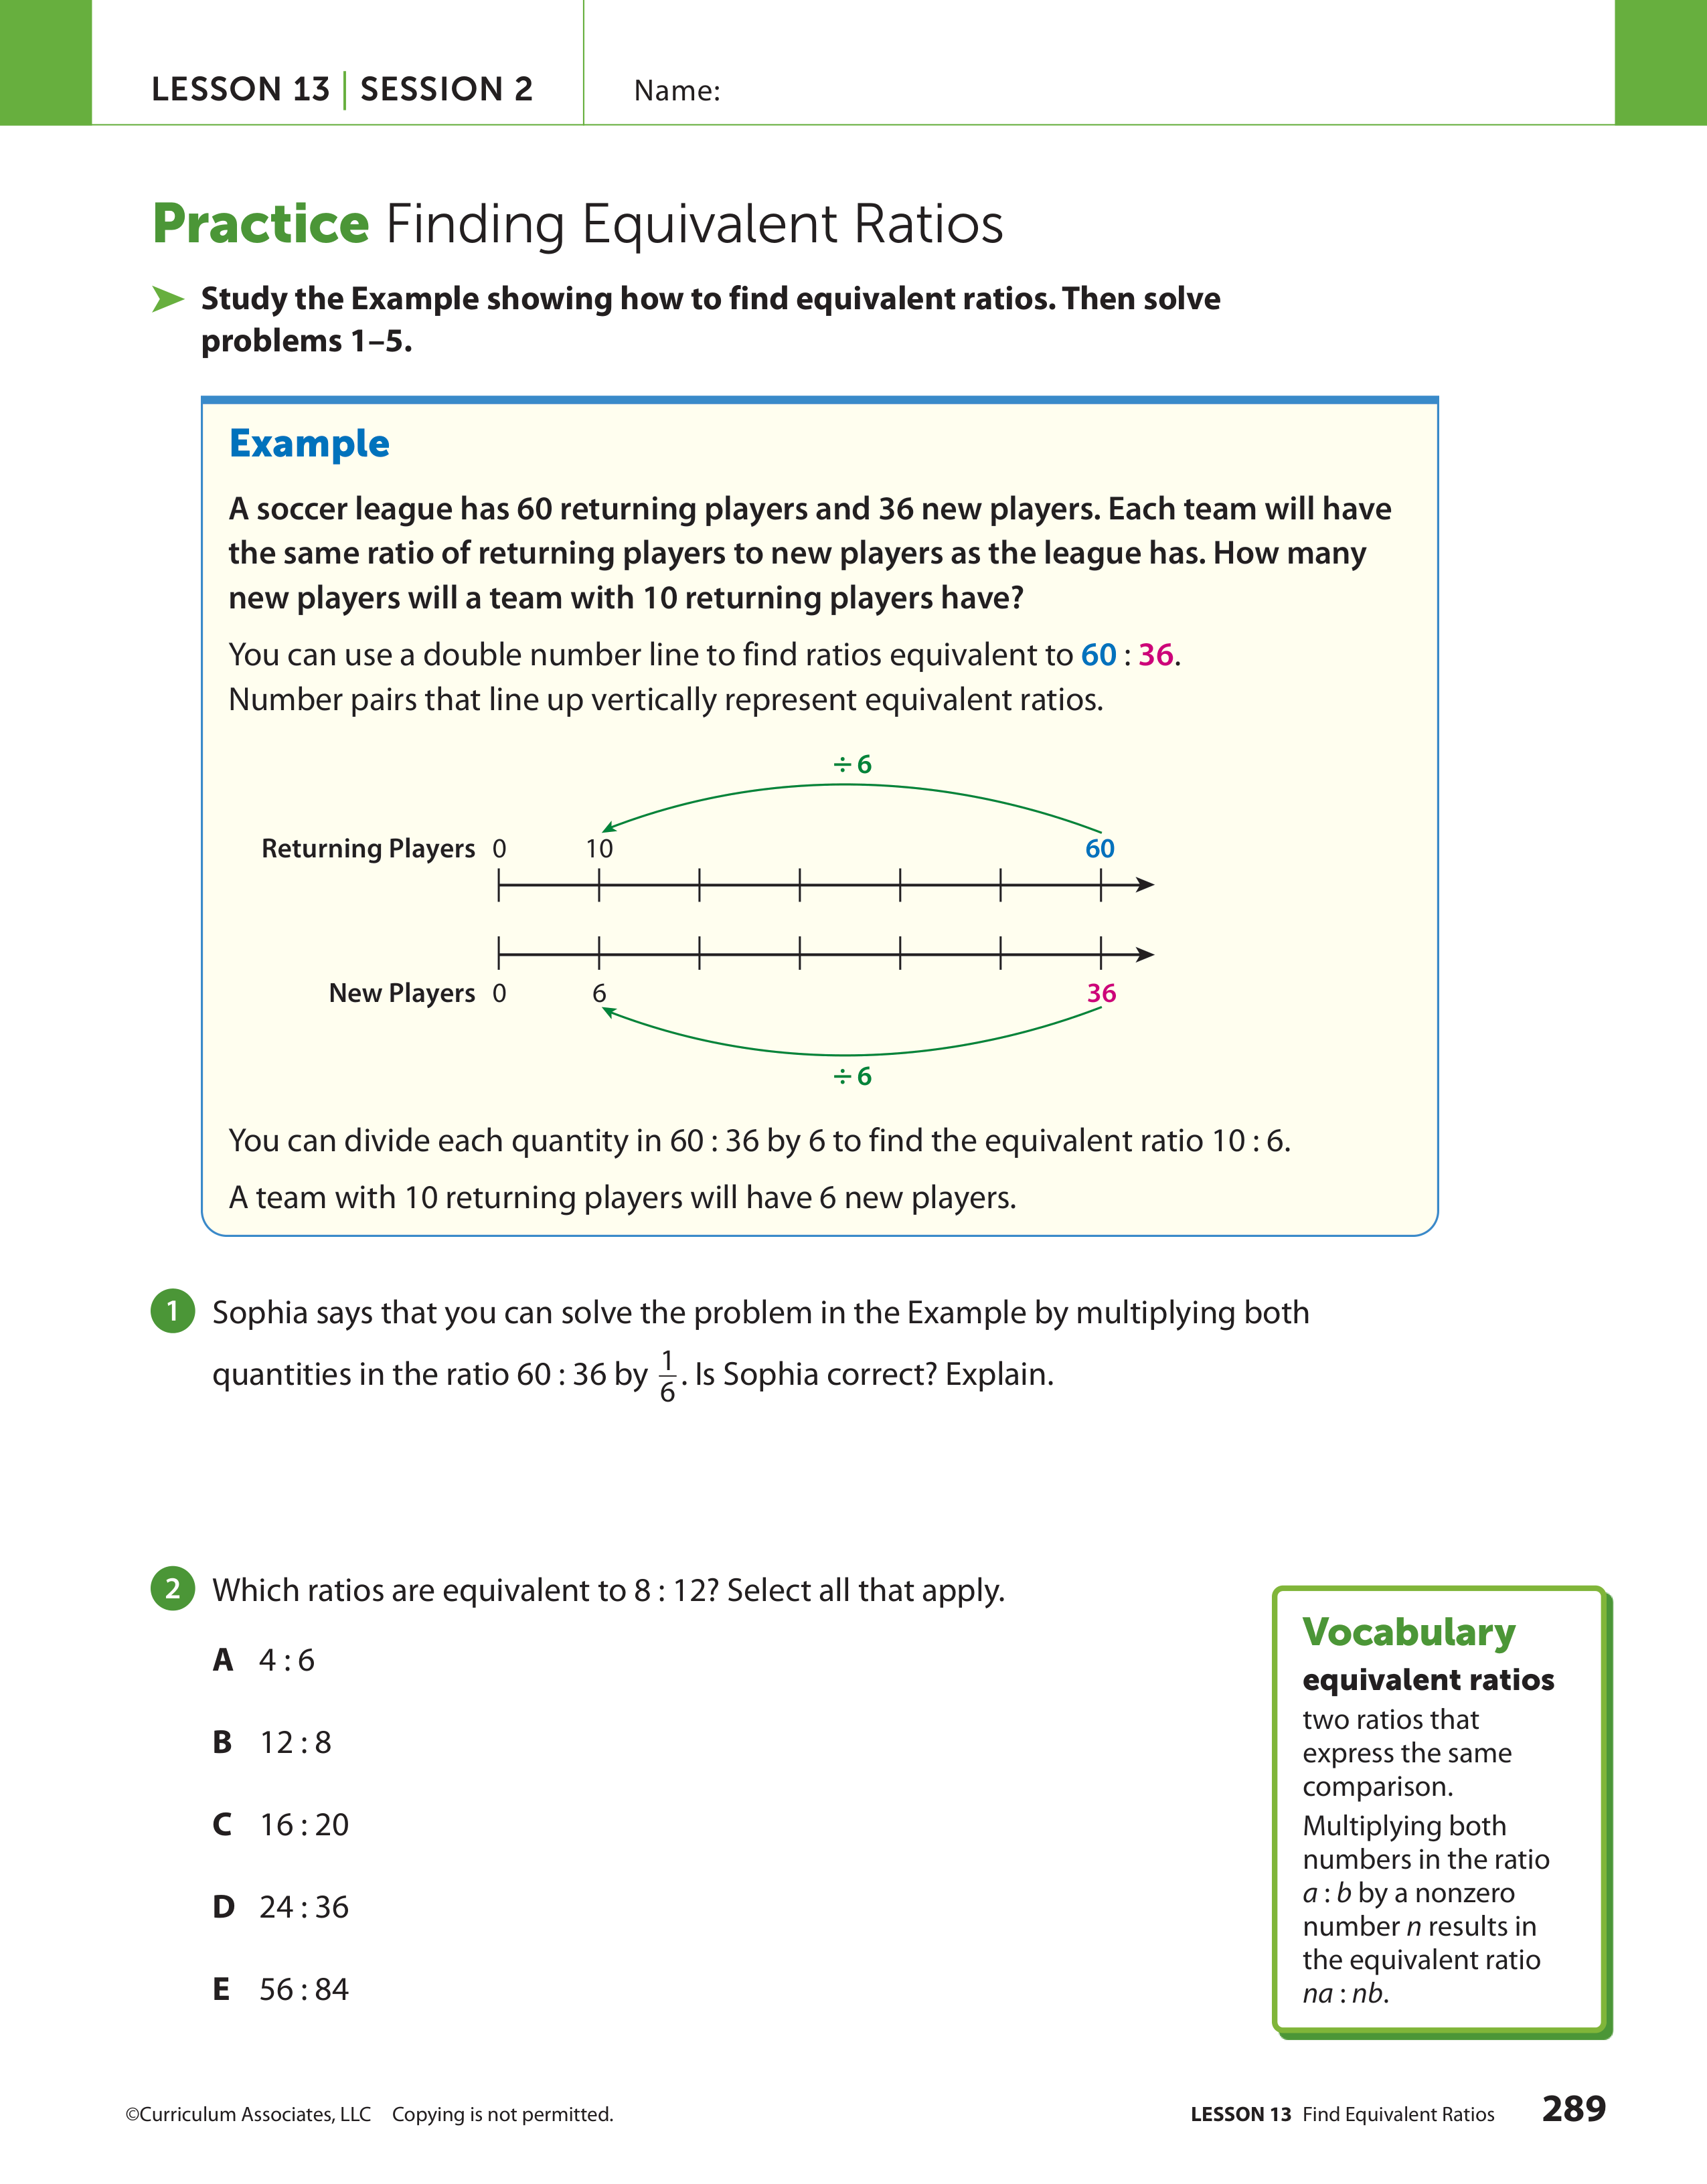 LESSON 13 | SESSION 2
Name:
Practice Finding Equivalent Ratios
Study the Example showing how to find equivalent ratios. Then solve
problems 1–5.
Example
A soccer league has 60 returning players and 36 new players. Each team will have
the same ratio of returning players to new players as the league has. How many
new players will a team with 10 returning players have?
You can use a double number line to find ratios equivalent to 60 : 36.
Number pairs that line up vertically represent equivalent ratios.
÷ 6
Returning Players 0 10 60
New Players 0 6 36
÷ 6
You can divide each quantity in 60 : 36 by 6 to find the equivalent ratio 10 : 6.
A team with 10 returning players will have 6 new players.
1 Sophia says that you can solve the problem in the Example by multiplying both
quantities in the ratio 60 : 36 by 1/6. Is Sophia correct? Explain.
2 Which ratios are equivalent to 8 : 12? Select all that apply.
A 4 : 6
B 12 : 8
C 16 : 20
D 24 : 36
E 56 : 84
Vocabulary
equivalent ratios
two ratios that
express the same
comparison.
Multiplying both
numbers in the ratio
a : b by a nonzero
number n results in
the equivalent ratio
na : nb.
©Curriculum Associates, LLC Copying is not permitted.
LESSON 13 Find Equivalent Ratios 289